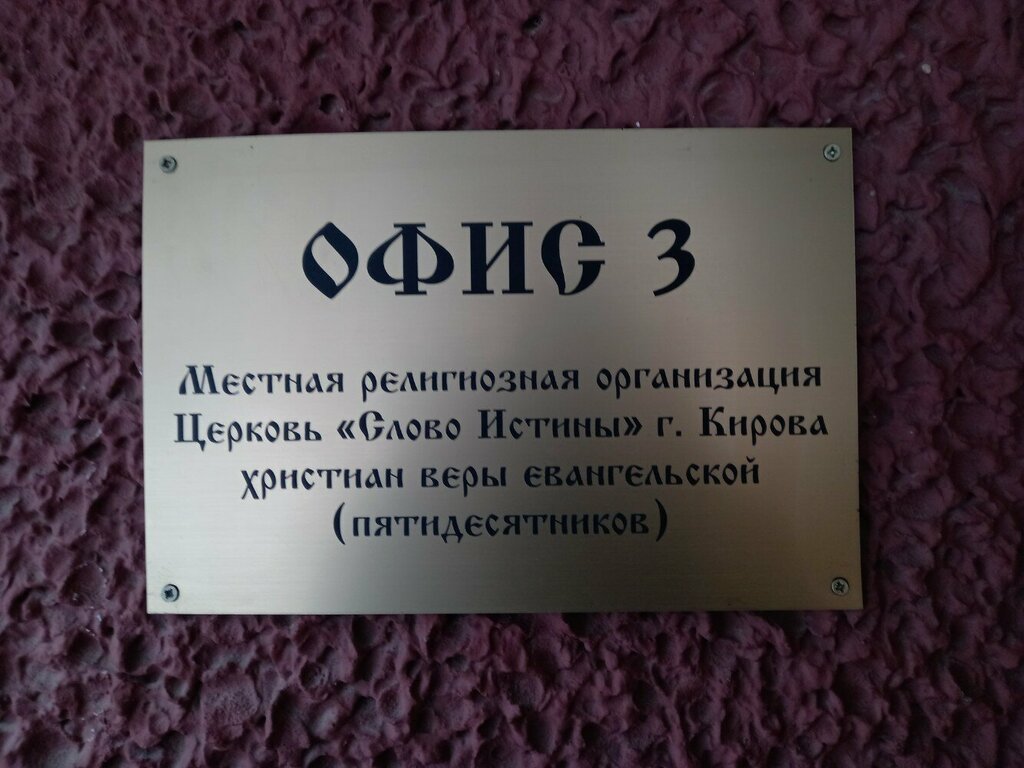 ОФИС 3
Местная религиозная организация
Церковь «Слово Истины» г. Кирова
христиан веры евангельской
(пятидесятников)